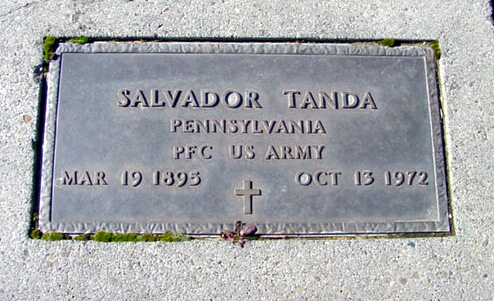 SALVADOR TANDA
PENNSYLVANIA
PFC US ARMY
MAR 19 1895 OCT 13 1972